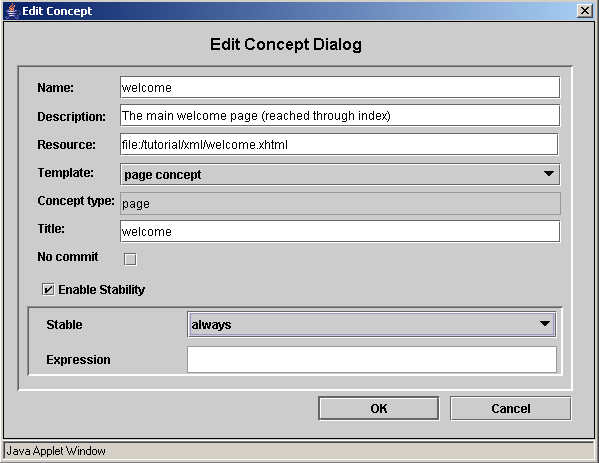 Edit Concept
Edit Concept Dialog
Name: welcome
Description: The main welcome page (reached through index)
Resource: file:/tutorial/xml/welcome.xhtml
Template: page concept
Concept type: page
Title: welcome
No commit
Enable Stability
Stable always
Expression
OK Cancel
Java Applet Window